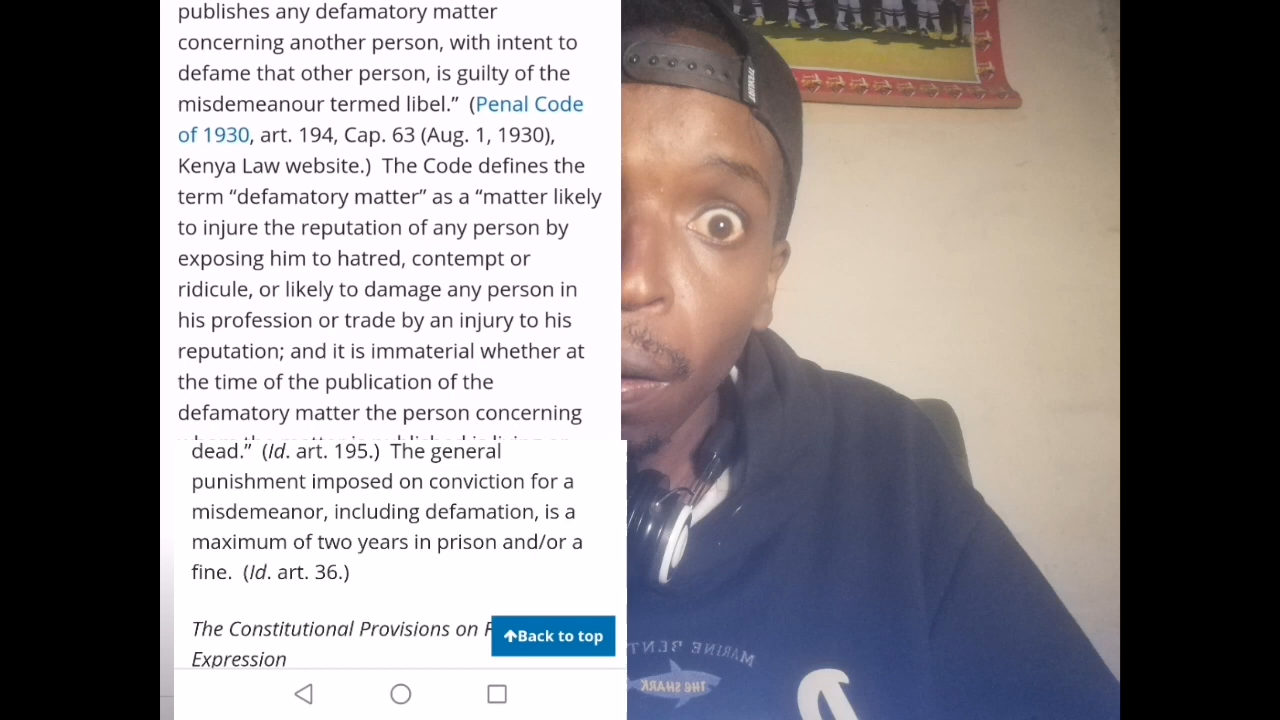 publishes any defamatory matter
concerning another person, with intent to
defame that other person, is guilty of the
misdemeanour termed libel.” (Penal Code
of 1930, art. 194, Cap. 63 (Aug. 1, 1930),
Kenya Law website.) The Code defines the
term “defamatory matter” as a “matter likely
to injure the reputation of any person by
exposing him to hatred, contempt or
ridicule, or likely to damage any person in
his profession or trade by an injury to his
reputation; and it is immaterial whether at
the time of the publication of the
defamatory matter the person concerning
dead.” (Id. art. 195.) The general
punishment imposed on conviction for a
misdemeanor, including defamation, is a
maximum of two years in prison and/or a
fine. (Id. art. 36.)
The Constitutional Provisions on
Back to top
Expression
MARINE
THE SHARK